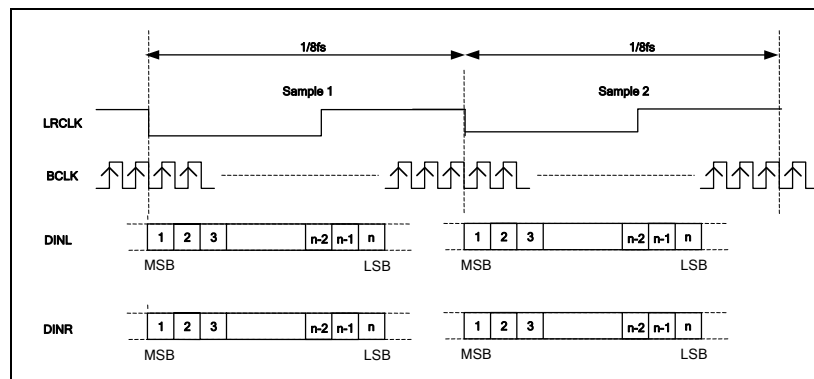 1/8fs 1/8fs
Sample 1 Sample 2
LRCLK
BCLK
DINL 1 2 3 n-2 n-1 n 1 2 3 n-2 n-1 n
MSB LSB MSB LSB
DINR 1 2 3 n-2 n-1 n 1 2 3 n-2 n-1 n
MSB LSB MSB LSB